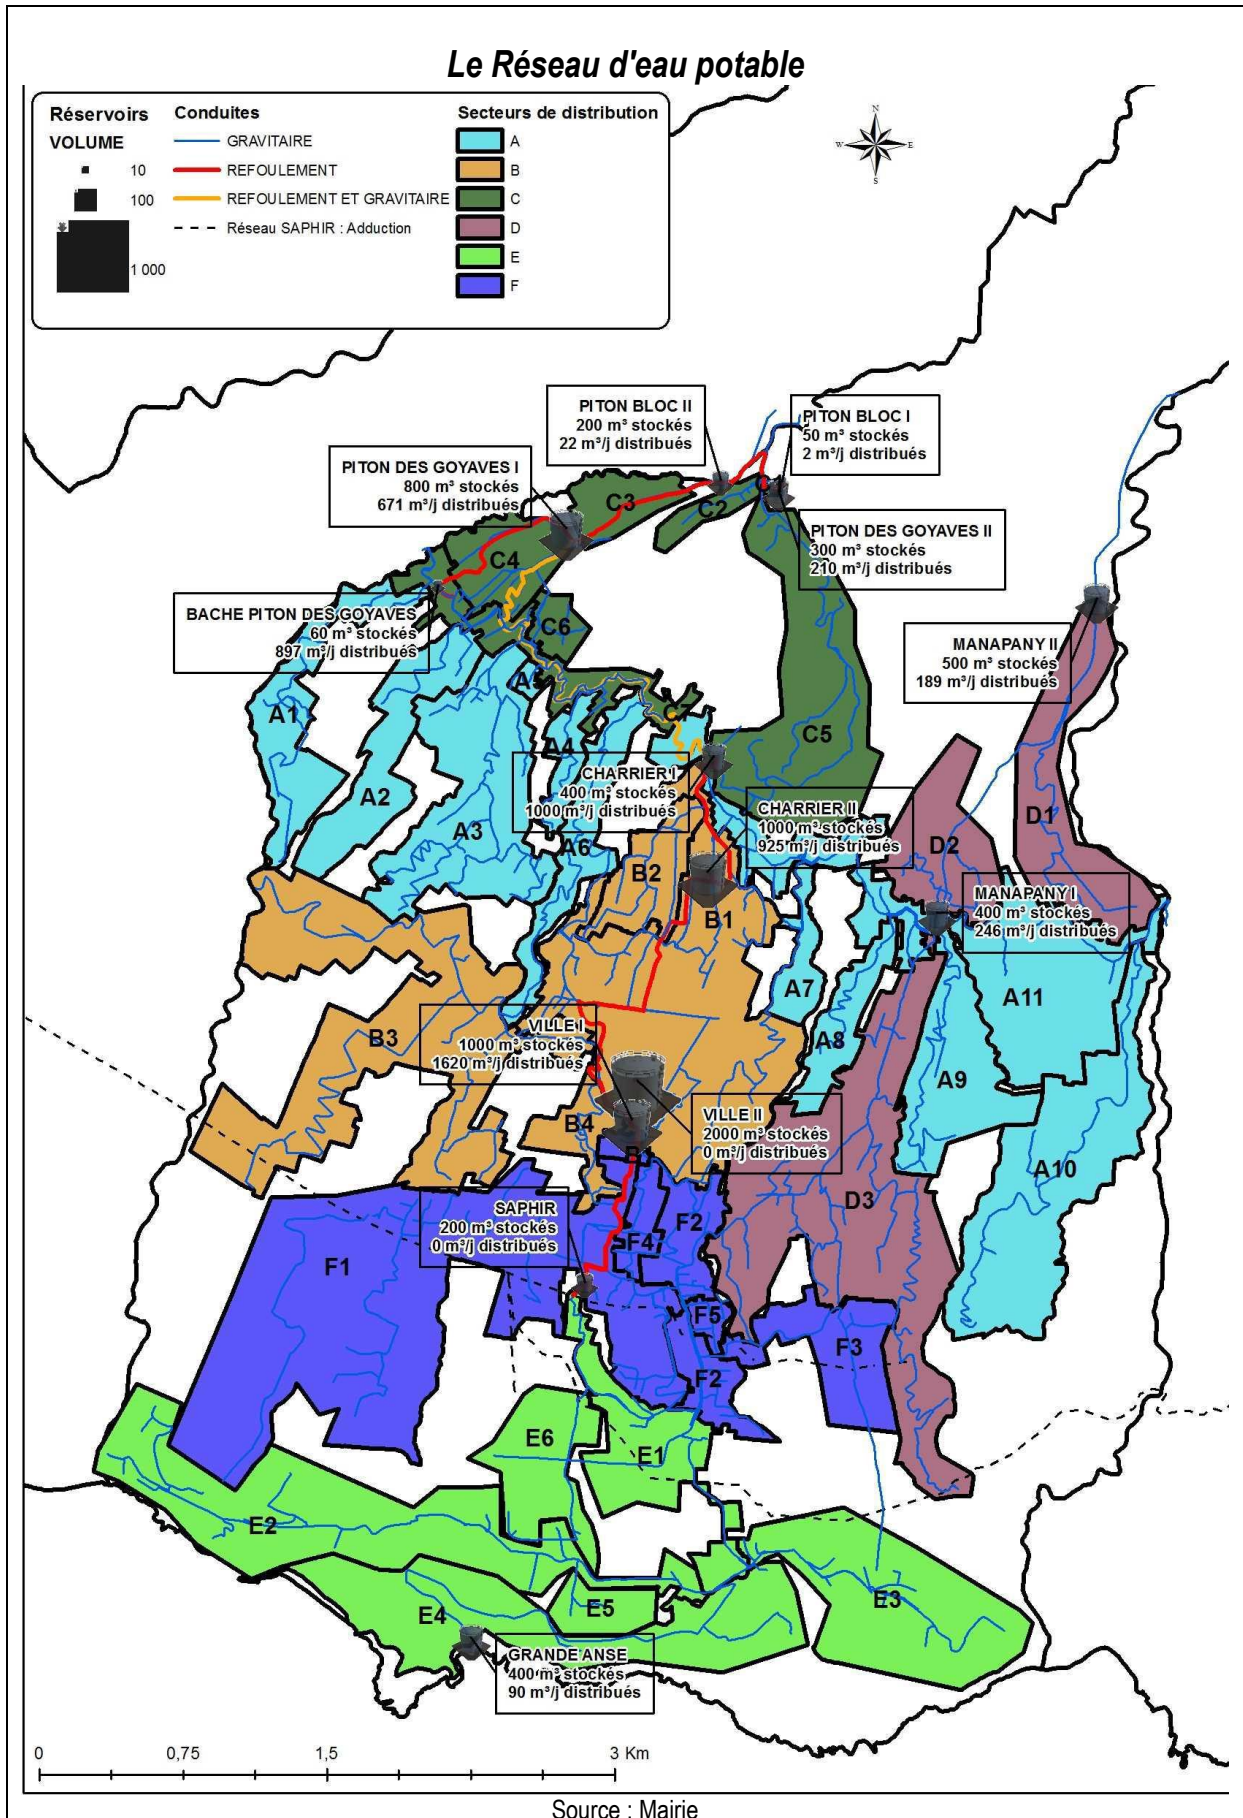 Le Réseau d'eau potable
Réservoirs
VOLUME
10
100
1 000
Conduites
GRAVITAIRE
REFOULEMENT
REFOULEMENT ET GRAVITAIRE
Réseau SAPHIR : Adduction
Secteurs de distribution
A
B
C
D
E
F
N
W
E
S
PITON BLOC II
200 m³ stockés
22 m³/j distribués
PITON BLOC I
50 m³ stockés
2 m³/j distribués
PITON DES GOYAVES I
800 m³ stockés
671 m³/j distribués
PITON DES GOYAVES II
300 m³ stockés
210 m³/j distribués
BACHE PITON DES GOYAVES
60 m³ stockés
897 m³/j distribués
MANAPANY II
500 m³ stockés
189 m³/j distribués
CHARRIER I
400 m³ stockés
1000 m³/j distribués
CHARRIER II
1000 m³ stockés
925 m³/j distribués
MANAPANY I
400 m³ stockés
246 m³/j distribués
VILLE I
1000 m³ stockés
1620 m³/j distribués
VILLE II
2000 m³ stockés
0 m³/j distribués
SAPHIR
200 m³ stockés
0 m³/j distribués
GRANDE ANSE
400 m³ stockés
90 m³/j distribués
C3
C2
C4
C6
C5
A5
A1
A4
A2
A3
A6
B2
B1
D2
D1
A7
A11
A8
B3
A9
B4
A10
D3
F2
F4
F1
F5
F3
F2
E6
E1
E2
E3
E5
E4
0
0,75
1,5
3 Km
Source : Mairie